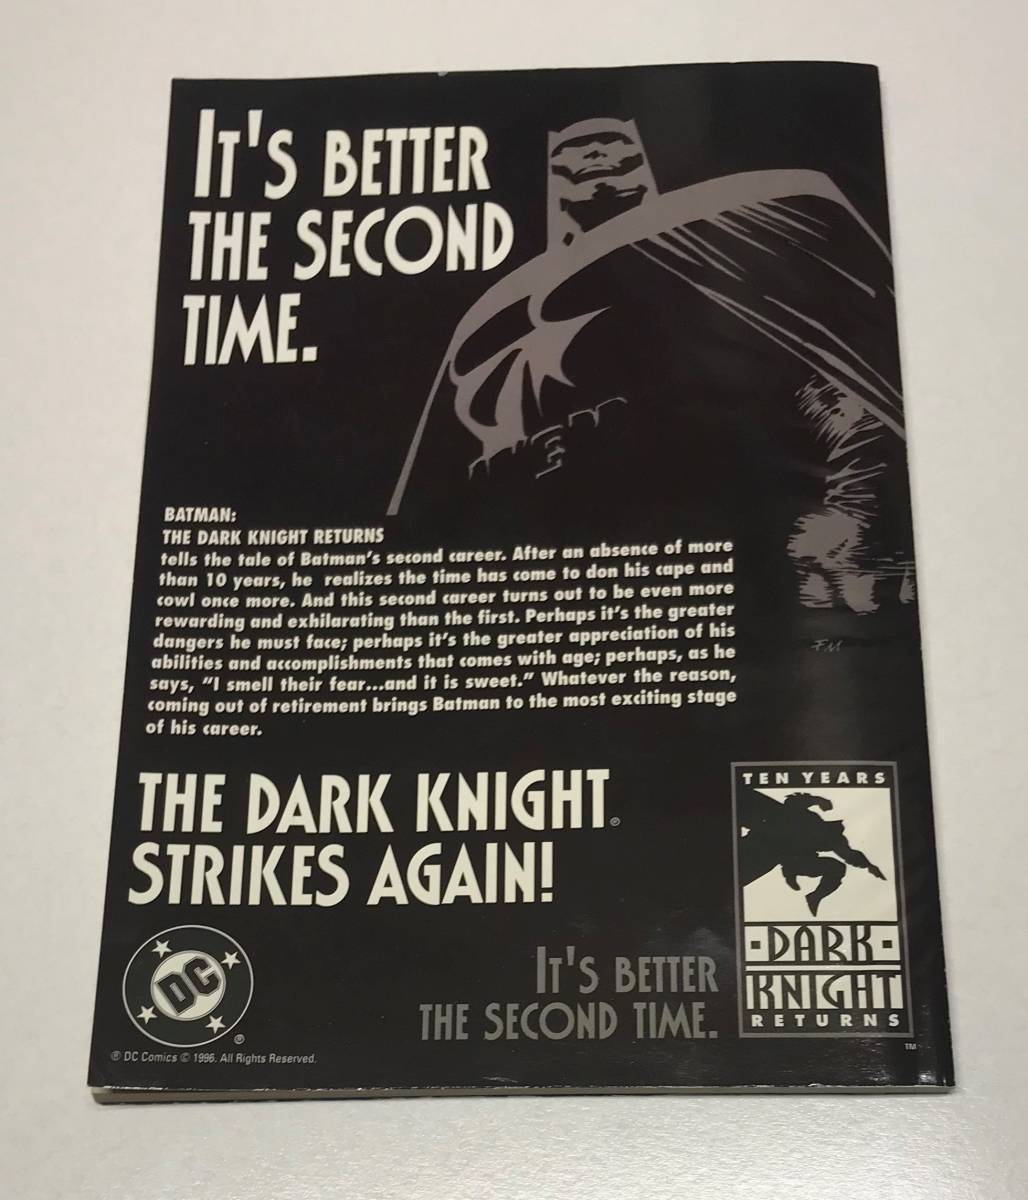 IT'S BETTER
THE SECOND
TIME.
BATMAN:
THE DARK KNIGHT RETURNS
tells the tale of Batman's second career. After an absence of more
than 10 years, he realizes the time has come to don his cape and
cowl once more. And this second career turns out to be even more
rewarding and exhilarating than the first. Perhaps it's the greater
dangers he must face; perhaps it's the greater appreciation of his
abilities and accomplishments that comes with age; perhaps, as he
says, "I smell their fear...and it is sweet." Whatever the reason,
coming out of retirement brings Batman to the most exciting stage
of his career.
FM
THE DARK KNIGHT®
STRIKES AGAIN!
TEN YEARS
DARK
KNIGHT
RETURNS
TM
IT'S BETTER
THE SECOND TIME.
DC
®
® DC Comics © 1996. All Rights Reserved.